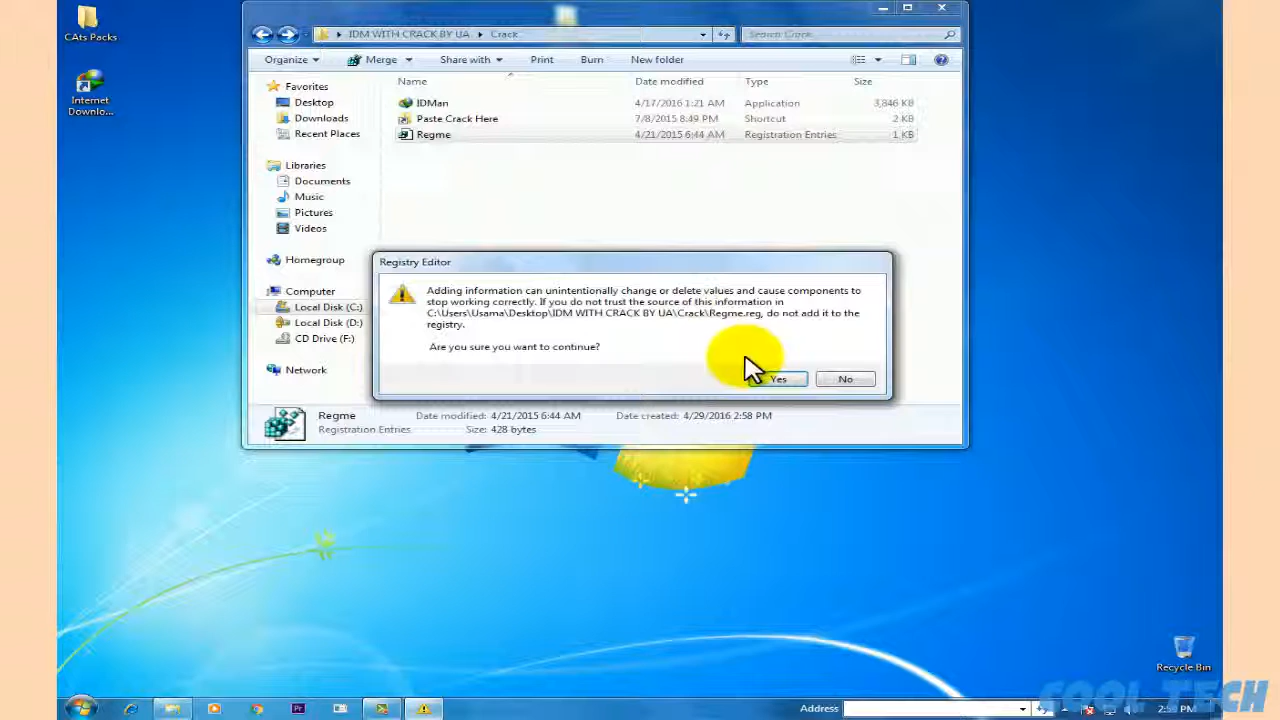 CAts Packs
Internet
Downlo...
IDM WITH CRACK BY UA
Crack
Search Crack
Organize
Merge
Share with
Print
Burn
New folder
Name
Date modified
Type
Size
IDMan
4/17/2016 1:21 AM
Application
3,846 KB
Paste Crack Here
7/8/2015 8:49 PM
Shortcut
2 KB
Regme
4/21/2015 6:44 AM
Registration Entries
1 KB
Favorites
Desktop
Downloads
Recent Places
Libraries
Documents
Music
Pictures
Videos
Homegroup
Computer
Local Disk (C:)
Local Disk (D:)
CD Drive (F:)
Network
Registry Editor
Adding information can unintentionally change or delete values and cause components to
stop working correctly. If you do not trust the source of this information in
C:\Users\Usama\Desktop\IDM WITH CRACK BY UA\Crack\Regme.reg, do not add it to the
registry.
Are you sure you want to continue?
Yes
No
Regme
Date modified: 4/21/2015 6:44 AM
Date created: 4/29/2016 2:58 PM
Registration Entries
Size: 428 bytes
Recycle Bin
Address
COOL TECH